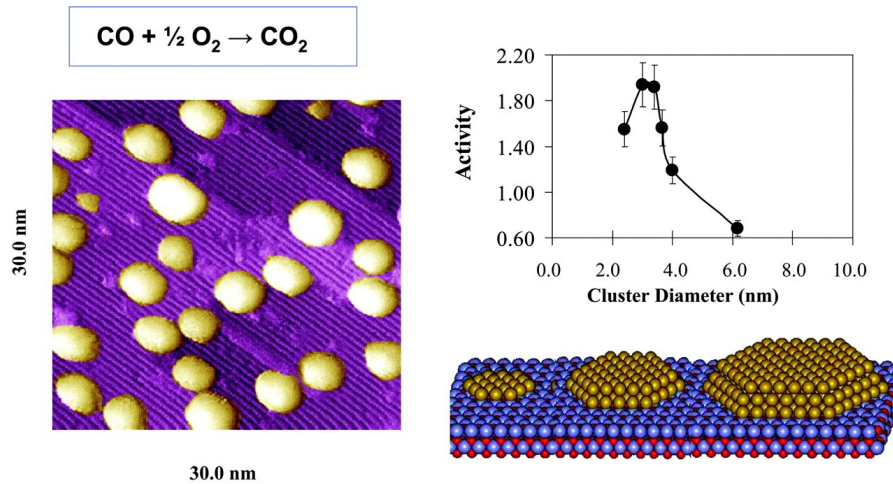 CO + ½ O₂ → CO₂
30.0 nm
30.0 nm
Activity
2.20
1.80
1.40
1.00
0.60
0.0 2.0 4.0 6.0 8.0 10.0
Cluster Diameter (nm)